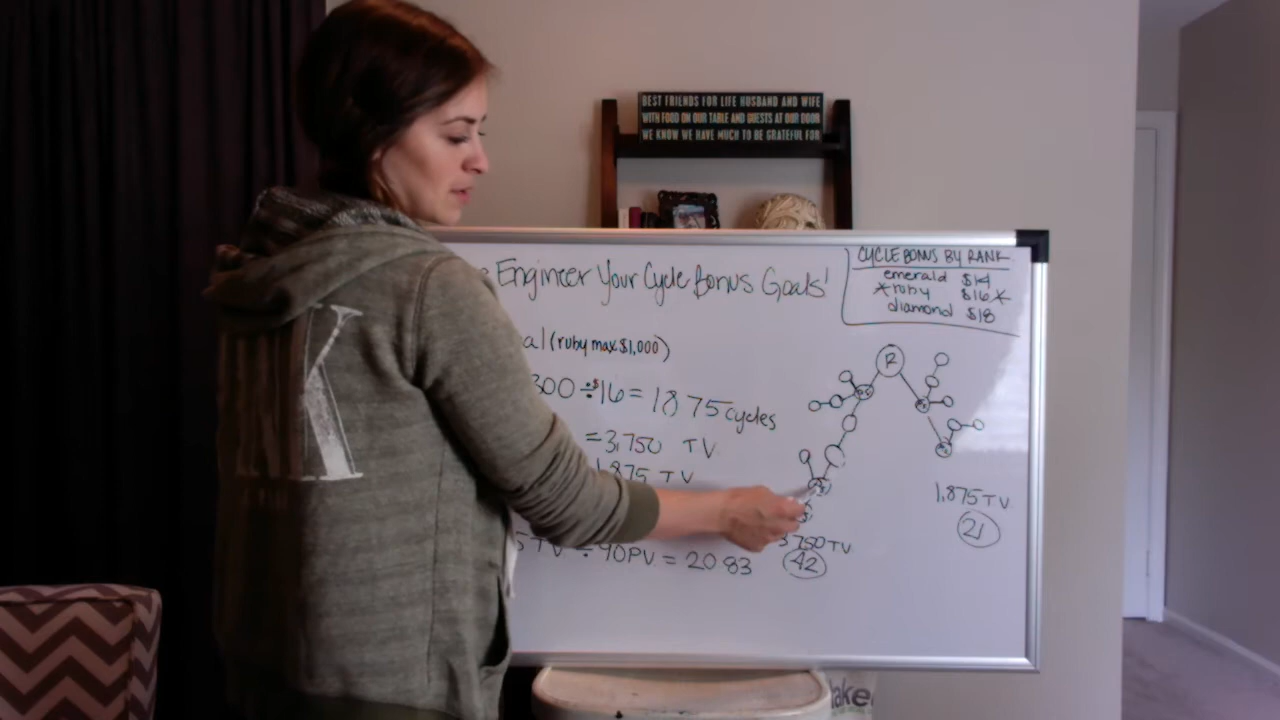 BEST FRIENDS FOR LIFE HUSBAND AND WIFE
WITH FOOD ON OUR TABLE AND GUESTS AT OUR DOOR
WE KNOW WE HAVE MUCH TO BE GRATEFUL FOR
Engineer Your Cycle Bonus Goals!
CYCLE BONUS BY RANK
emerald $14
*ruby $16*
diamond $18
al (ruby max $1,000)
300 ÷ $16 = 18.75 cycles
= 3,750 TV
1,875 TV
5 TV ÷ 90PV = 20.83
R
3,750 TV
42
1,875 TV
21
K